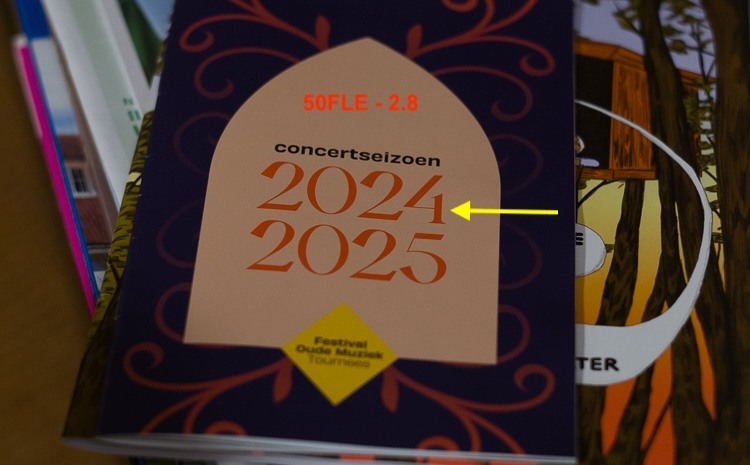 50FLE - 2.8
concertseizoen
2024
2025
Festival
Oude Muziek
Tournees
TER